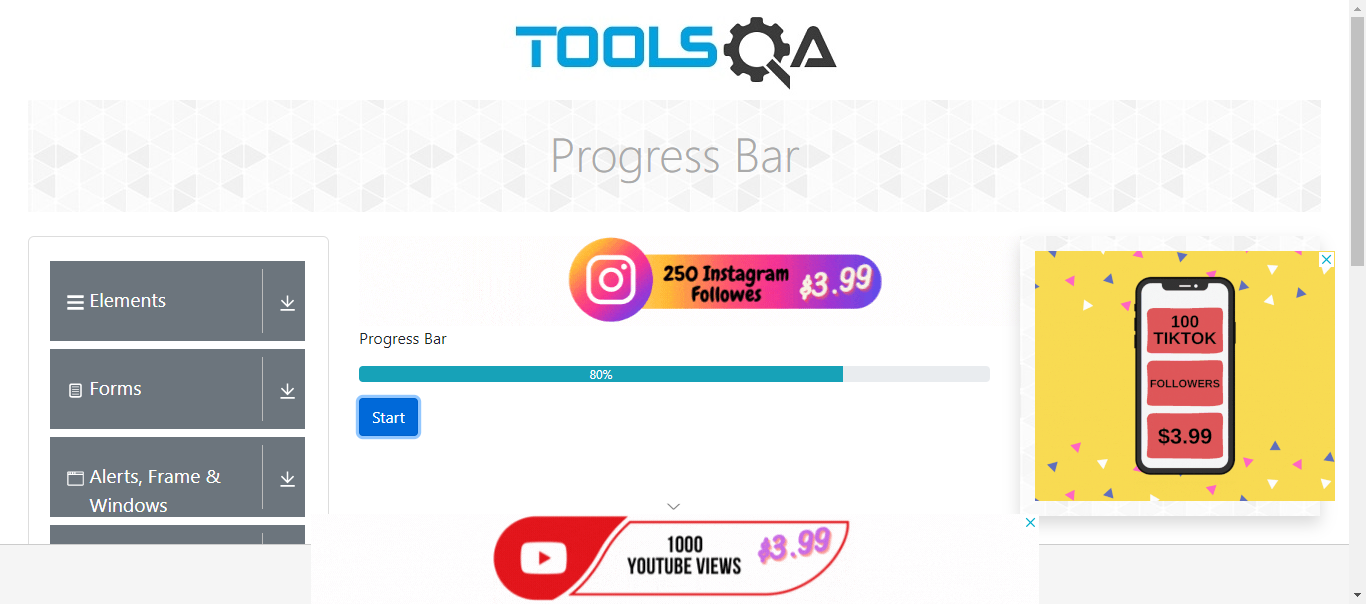 TOOLSQA
Progress Bar
Elements
Forms
Alerts, Frame &
Windows
250 Instagram
Followes
$3.99
Progress Bar
80%
Start
100
TIKTOK
FOLLOWERS
$3.99
1000
YOUTUBE VIEWS
$3.99